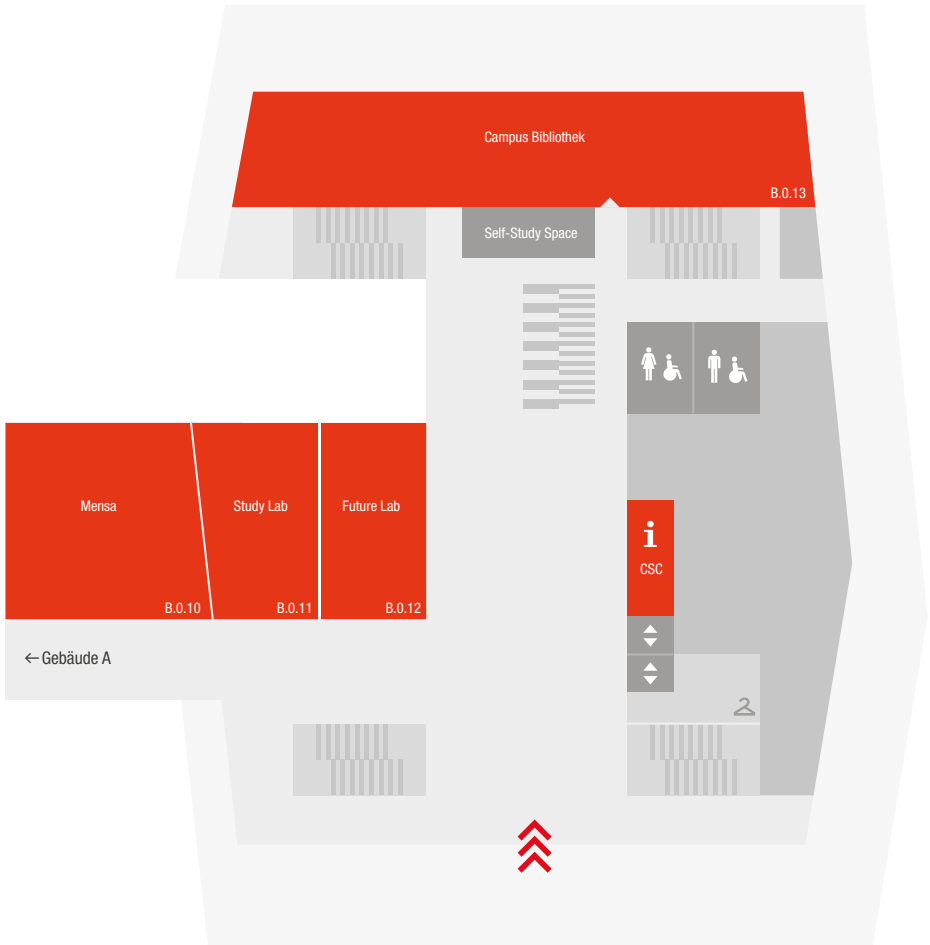 Campus Bibliothek
B.0.13
Self-Study Space
Mensa
Study Lab
Future Lab
i
CSC
B.0.10
B.0.11
B.0.12
←Gebäude A